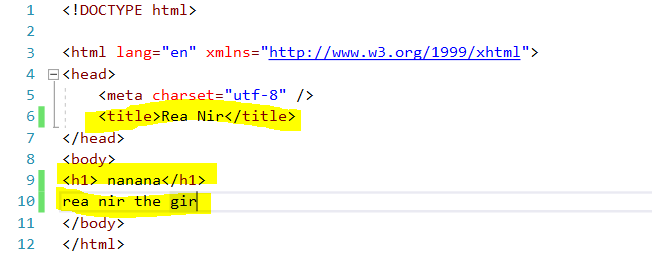 1 <!DOCTYPE html>
2
3 <html lang="en" xmlns="http://www.w3.org/1999/xhtml">
4 <head>
5 <meta charset="utf-8" />
6 <title>Rea Nir</title>
7 </head>
8 <body>
9 <h1> nanana</h1>
10 rea nir the gir
11 </body>
12 </html>